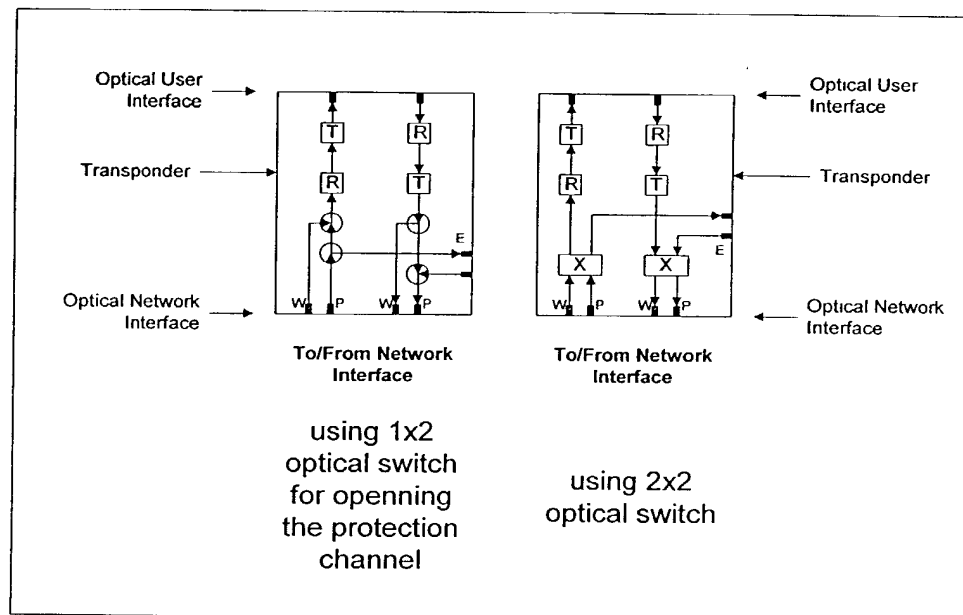 Optical User
Interface
Transponder
Optical Network
Interface
T
R
R
T
E
W
P
W
P
To/From Network
Interface
using 1x2
optical switch
for openning
the protection
channel
T
R
R
T
E
X
X
W
P
W
P
To/From Network
Interface
using 2x2
optical switch
Optical User
Interface
Transponder
Optical Network
Interface